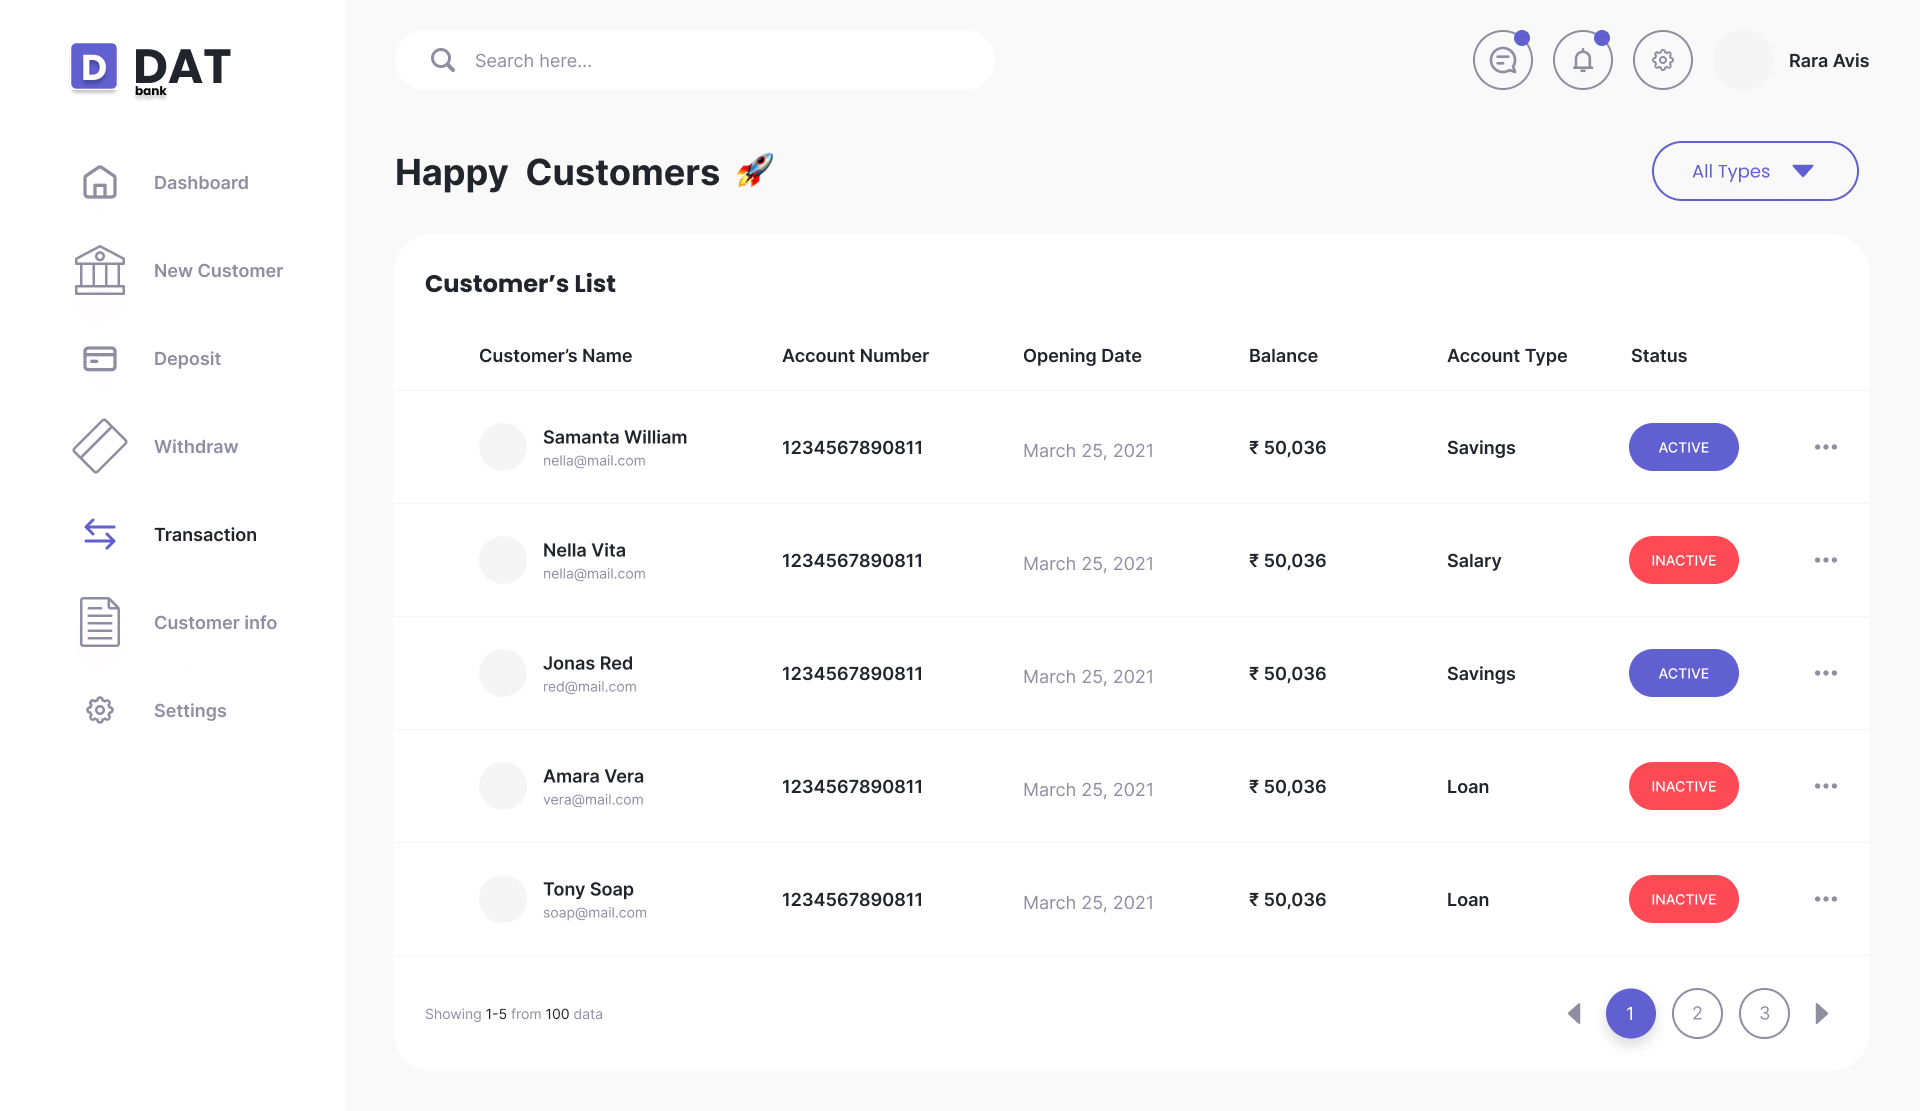 D DAT
bank
Search here...
Rara Avis
Dashboard
New Customer
Deposit
Withdraw
Transaction
Customer info
Settings
Happy Customers 🚀
All Types
Customer’s List
Customer’s Name Account Number Opening Date Balance Account Type Status
Samanta William
nella@mail.com
1234567890811 March 25, 2021 ₹ 50,036 Savings ACTIVE
Nella Vita
nella@mail.com
1234567890811 March 25, 2021 ₹ 50,036 Salary INACTIVE
Jonas Red
red@mail.com
1234567890811 March 25, 2021 ₹ 50,036 Savings ACTIVE
Amara Vera
vera@mail.com
1234567890811 March 25, 2021 ₹ 50,036 Loan INACTIVE
Tony Soap
soap@mail.com
1234567890811 March 25, 2021 ₹ 50,036 Loan INACTIVE
Showing 1-5 from 100 data
1 2 3